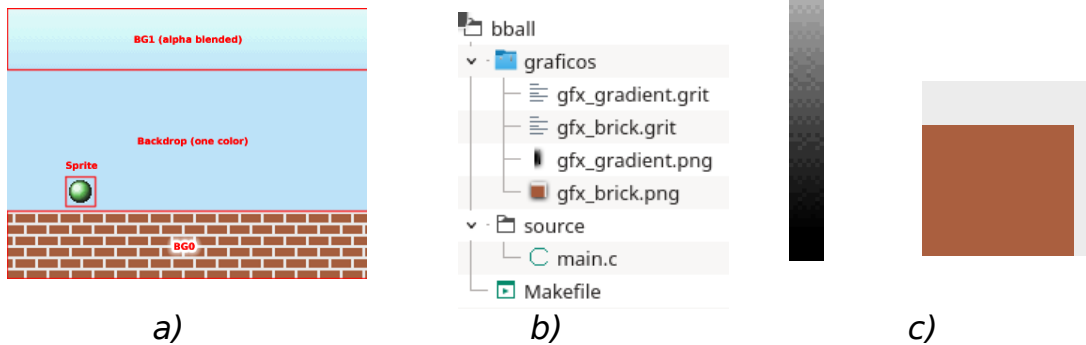 BG1 (alpha blended)
Backdrop (one color)
Sprite
BG0
a)
bball
graficos
gfx_gradient.grit
gfx_brick.grit
gfx_gradient.png
gfx_brick.png
source
main.c
Makefile
b)
c)